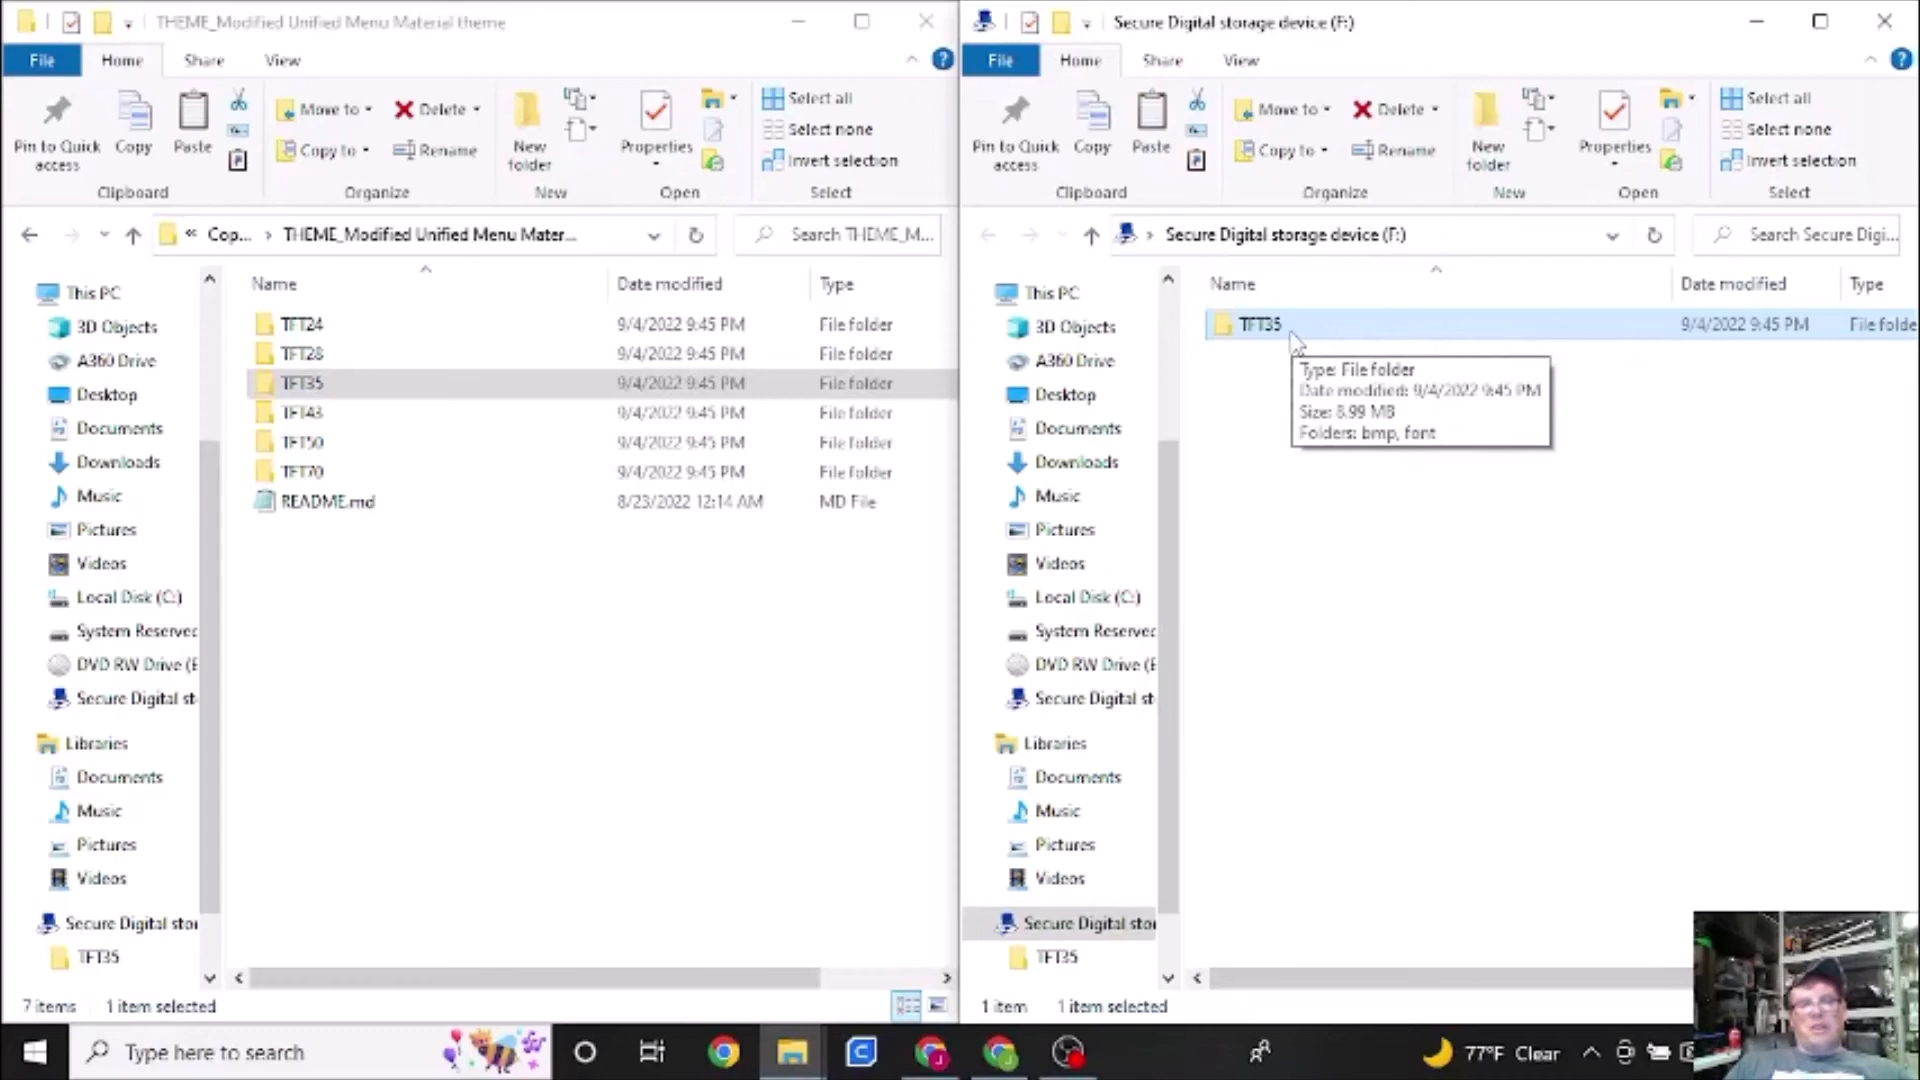 THEME_Modified Unified Menu Material theme
File Home Share View
Pin to Quick access
Copy
Paste
Move to
Copy to
Delete
Rename
New folder
Properties
Select all
Select none
Invert selection
Clipboard Organize New Open Select
« Cop... › THEME_Modified Unified Menu Mater...
Search THEME_M...
Name Date modified Type
TFT24 9/4/2022 9:45 PM File folder
TFT28 9/4/2022 9:45 PM File folder
TFT35 9/4/2022 9:45 PM File folder
TFT43 9/4/2022 9:45 PM File folder
TFT50 9/4/2022 9:45 PM File folder
TFT70 9/4/2022 9:45 PM File folder
README.md 8/23/2022 12:14 AM MD File
This PC
3D Objects
A360 Drive
Desktop
Documents
Downloads
Music
Pictures
Videos
Local Disk (C:)
System Reserved
DVD RW Drive (E
Secure Digital st
Libraries
Documents
Music
Pictures
Videos
Secure Digital stor
TFT35
7 items 1 item selected
Secure Digital storage device (F:)
File Home Share View
Pin to Quick access
Copy
Paste
Move to
Copy to
Delete
Rename
New folder
Properties
Select all
Select none
Invert selection
Clipboard Organize New Open Select
› Secure Digital storage device (F:)
Search Secure Digi...
Name Date modified Type
TFT35 9/4/2022 9:45 PM File folde
Type: File folder
Date modified: 9/4/2022 9:45 PM
Size: 8.99 MB
Folders: bmp, font
This PC
3D Objects
A360 Drive
Desktop
Documents
Downloads
Music
Pictures
Videos
Local Disk (C:)
System Reserved
DVD RW Drive (E
Secure Digital st
Libraries
Documents
Music
Pictures
Videos
Secure Digital stor
TFT35
1 item 1 item selected
Type here to search
77°F Clear